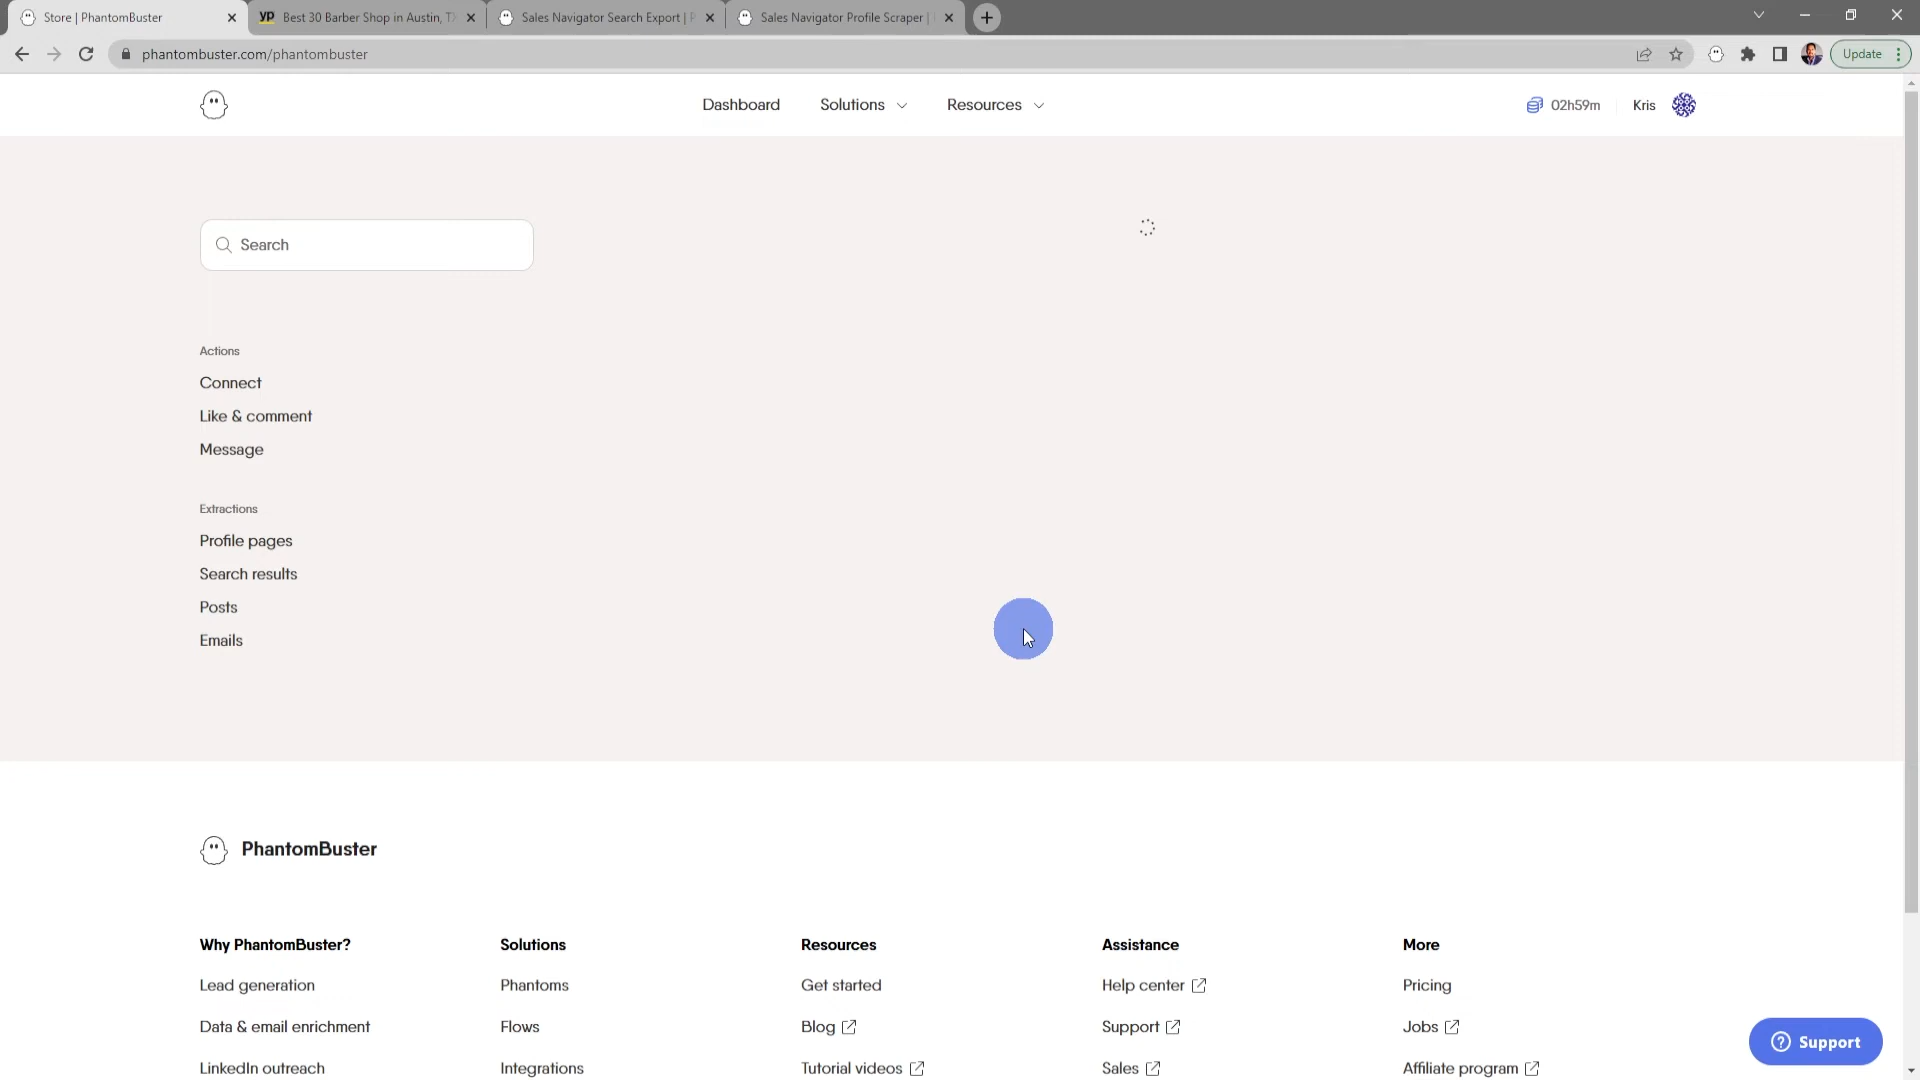 Store | PhantomBuster
yp Best 30 Barber Shop in Austin, TX
Sales Navigator Search Export | P
Sales Navigator Profile Scraper |
phantombuster.com/phantombuster
Update
Dashboard
Solutions
Resources
02h59m
Kris
Search
Actions
Connect
Like & comment
Message
Extractions
Profile pages
Search results
Posts
Emails
PhantomBuster
Why PhantomBuster?
Solutions
Resources
Assistance
More
Lead generation
Phantoms
Get started
Help center
Pricing
Data & email enrichment
Flows
Blog
Support
Jobs
LinkedIn outreach
Integrations
Tutorial videos
Sales
Affiliate program
Support